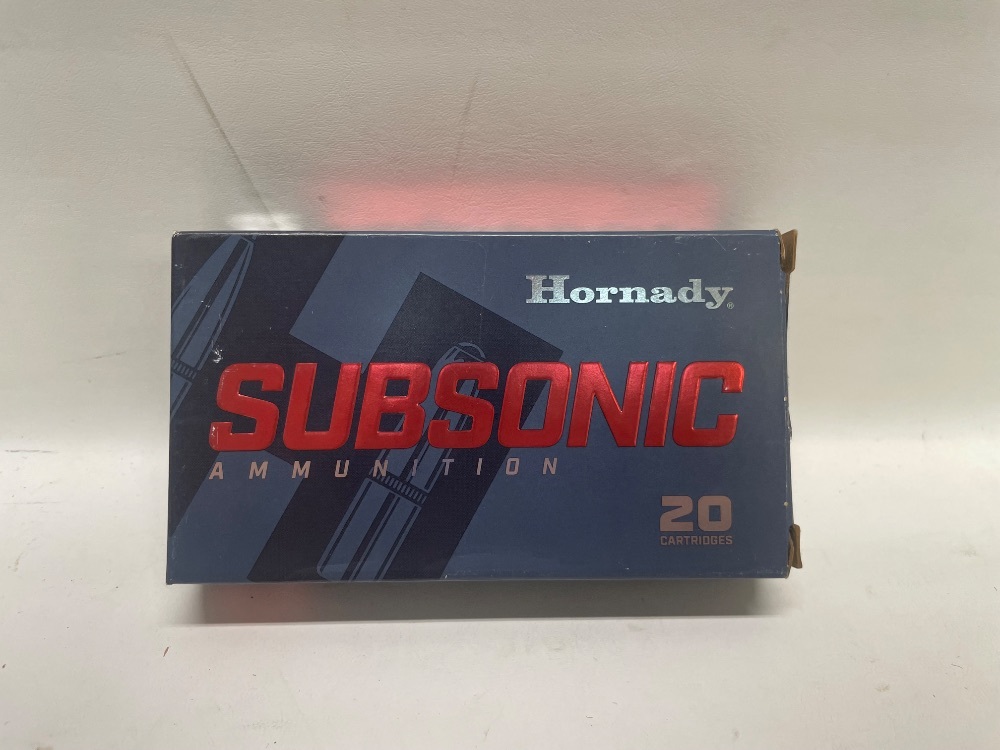 Hornady®
SUBSONIC
AMMUNITION
20
CARTRIDGES